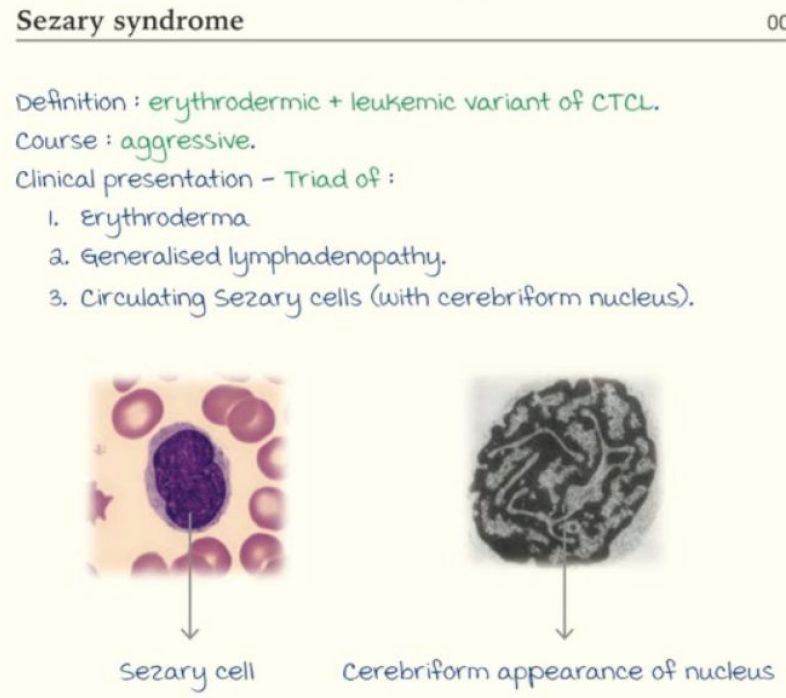 Sezary syndrome
Definition : erythrodermic + leukemic variant of CTCL.
Course : aggressive.
Clinical presentation - Triad of :
1. Erythroderma
2. Generalised lymphadenopathy.
3. Circulating Sezary cells (with cerebriform nucleus).
Sezary cell
Cerebriform appearance of nucleus